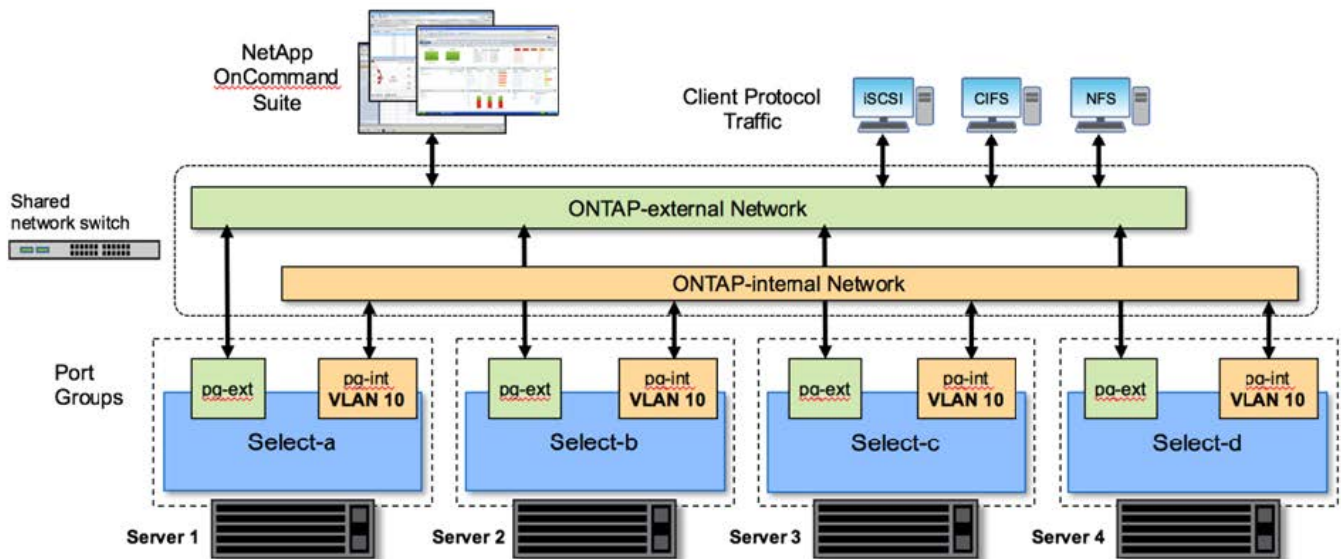 NetApp
OnCommand
Suite
Client Protocol
Traffic
iSCSI
CIFS
NFS
Shared
network switch
ONTAP-external Network
ONTAP-internal Network
Port
Groups
pg-ext
pg-int
VLAN 10
Select-a
pg-ext
pg-int
VLAN 10
Select-b
pg-ext
pg-int
VLAN 10
Select-c
pg-ext
pg-int
VLAN 10
Select-d
Server 1
Server 2
Server 3
Server 4